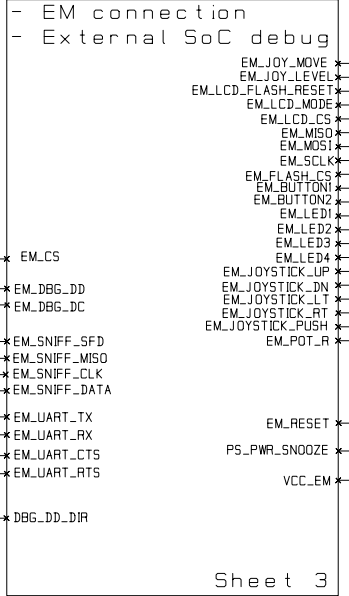 - EM connection
- External SoC debug
EM_JOY_MOVE
EM_JOY_LEVEL
EM_LCD_FLASH_RESET
EM_LCD_MODE
EM_LCD_CS
EM_MISO
EM_MOSI
EM_SCLK
EM_FLASH_CS
EM_BUTTON1
EM_BUTTON2
EM_LED1
EM_LED2
EM_LED3
EM_LED4
EM_JOYSTICK_UP
EM_JOYSTICK_DN
EM_JOYSTICK_LT
EM_JOYSTICK_RT
EM_JOYSTICK_PUSH
EM_POT_R
EM_RESET
PS_PWR_SNOOZE
VCC_EM
EM_CS
EM_DBG_DD
EM_DBG_DC
EM_SNIFF_SFD
EM_SNIFF_MISO
EM_SNIFF_CLK
EM_SNIFF_DATA
EM_UART_TX
EM_UART_RX
EM_UART_CTS
EM_UART_RTS
DBG_DD_DIR
Sheet 3